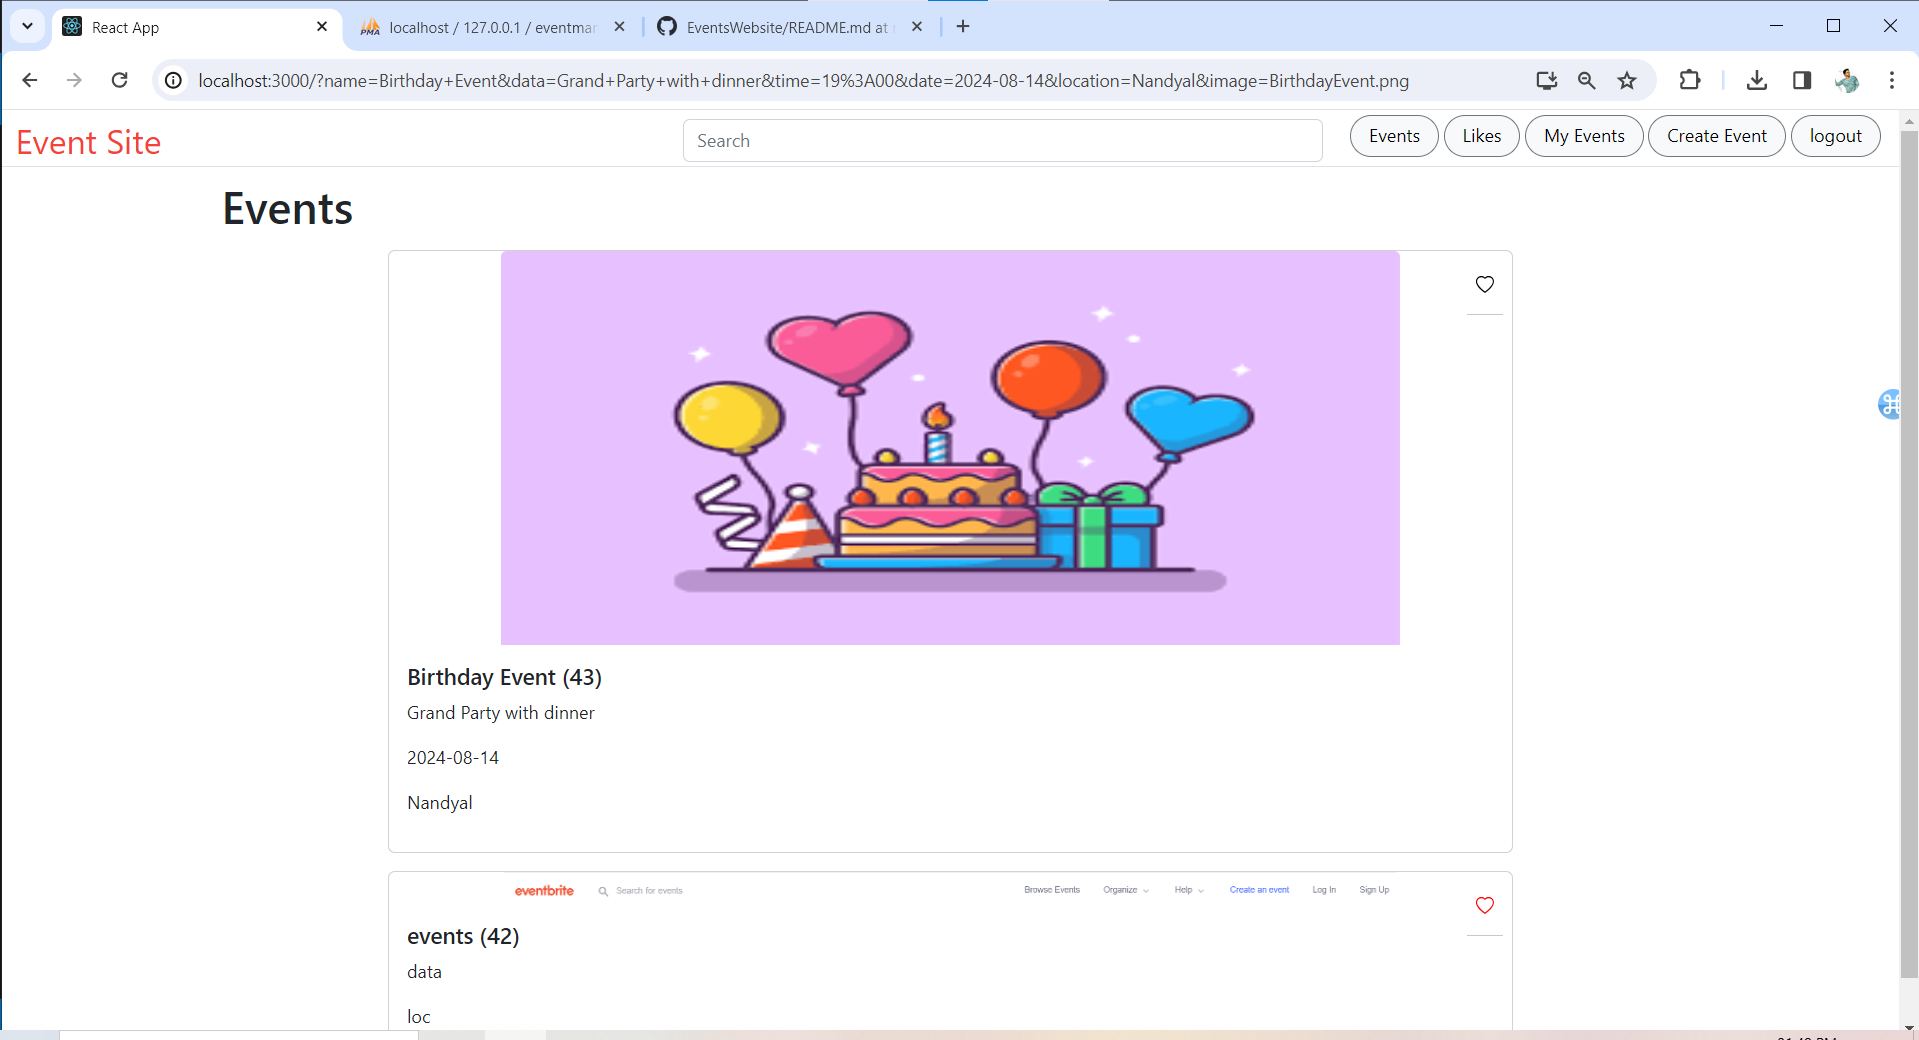 React App
localhost / 127.0.0.1 / eventmar
EventsWebsite/README.md at
localhost:3000/?name=Birthday+Event&data=Grand+Party+with+dinner&time=19%3A00&date=2024-08-14&location=Nandyal&image=BirthdayEvent.png
Event Site
Search
Events
Likes
My Events
Create Event
logout
Events
Birthday Event (43)
Grand Party with dinner
2024-08-14
Nandyal
eventbrite
Search for events
Browse Events
Organize
Help
Create an event
Log In
Sign Up
events (42)
data
loc